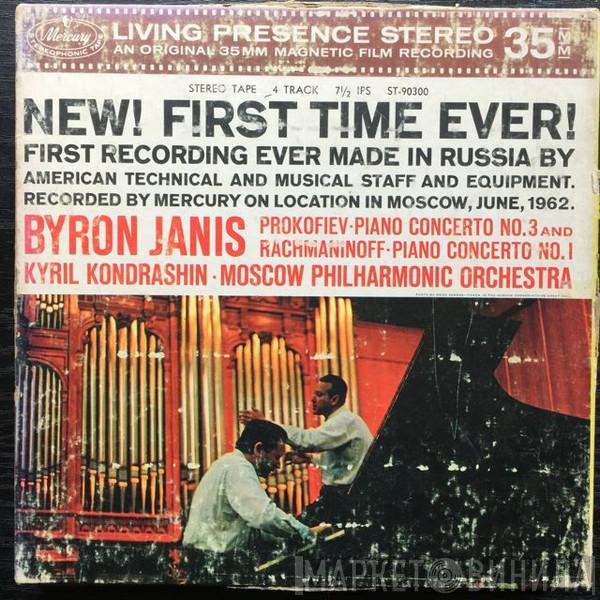 LIVING PRESENCE STEREO 35 MM
Mercury
STEREOPHONIC TAPE
AN ORIGINAL 35MM MAGNETIC FILM RECORDING
STEREO TAPE 4 TRACK 7½ IPS ST-90300
NEW! FIRST TIME EVER!
FIRST RECORDING EVER MADE IN RUSSIA BY
AMERICAN TECHNICAL AND MUSICAL STAFF AND EQUIPMENT.
RECORDED BY MERCURY ON LOCATION IN MOSCOW, JUNE, 1962.
BYRON JANIS
PROKOFIEV·PIANO CONCERTO NO.3 AND
RACHMANINOFF·PIANO CONCERTO NO.1
KYRIL KONDRASHIN · MOSCOW PHILHARMONIC ORCHESTRA
МАРКЕТ ВИНИЛА